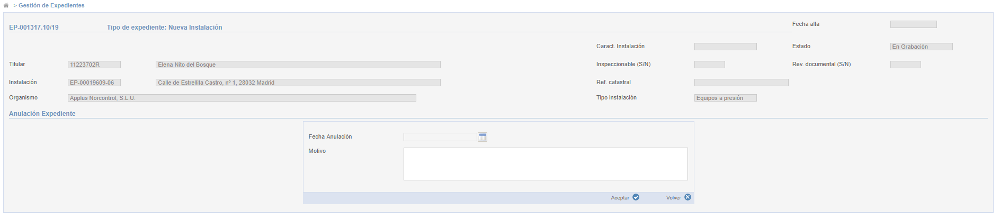 > Gestión de Expedientes
EP-001317.10/19 Tipo de expediente: Nueva Instalación Fecha alta
Caract. Instalación Estado En Grabación
Titular 11223702R Elena Nito del Bosque Inspeccionable (S/N) Rev. documental (S/N)
Instalación EP-00019609-06 Calle de Estrellita Castro, nº 1, 28032 Madrid Ref. catastral
Organismo Applus Norcontrol, S.L.U. Tipo instalación Equipos a presión
Anulación Expediente
Fecha Anulación
Motivo
Aceptar Volver